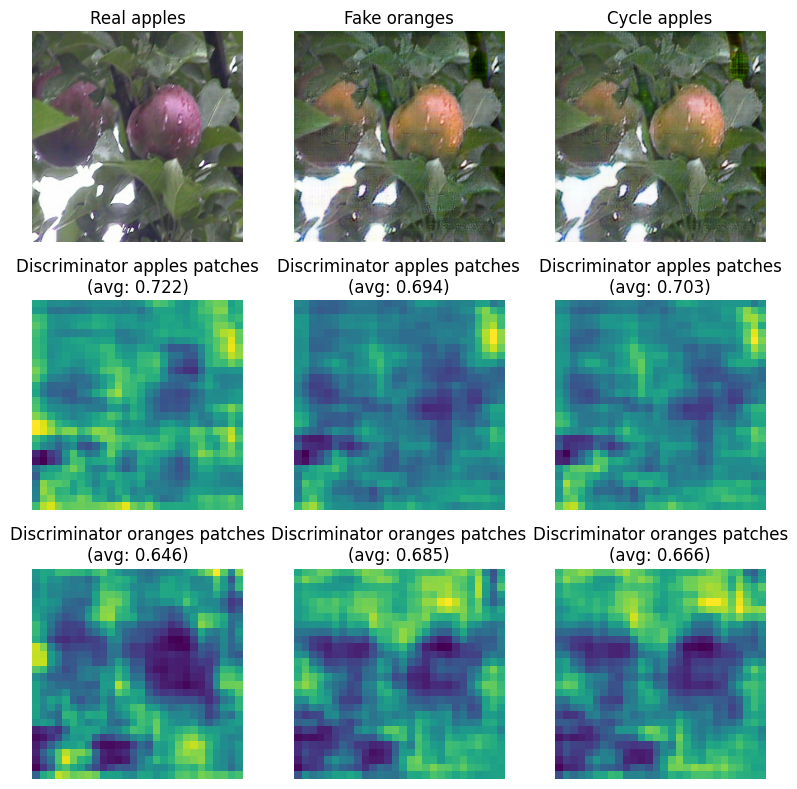 Real apples
Fake oranges
Cycle apples
Discriminator apples patches
(avg: 0.722)
Discriminator apples patches
(avg: 0.694)
Discriminator apples patches
(avg: 0.703)
Discriminator oranges patches
(avg: 0.646)
Discriminator oranges patches
(avg: 0.685)
Discriminator oranges patches
(avg: 0.666)